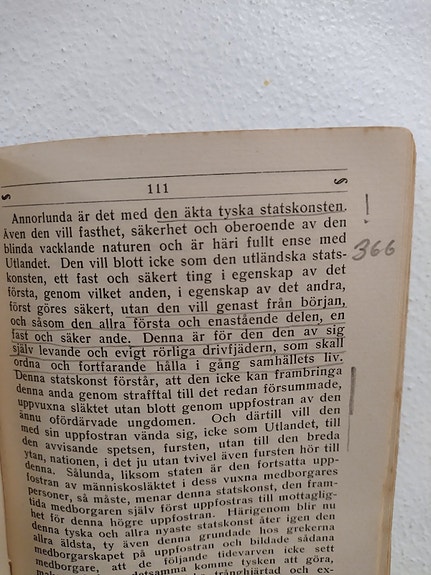 111
Annorlunda är det med den äkta tyska statskonsten. !
Även den vill fasthet, säkerhet och oberoende av den
blinda vacklande naturen och är häri fullt ense med
Utlandet. Den vill blott icke som den utländska stats- 366
konsten, ett fast och säkert ting i egenskap av det
första, genom vilket anden, i egenskap av det andra,
först göres säkert, utan den vill genast från början,
och såsom den allra första och enastående delen, en
fast och säker ande. Denna är för den den av sig
själv levande och evigt rörliga drivfjädern, som skall
ordna och fortfarande hålla i gång samhällets liv.
Denna statskonst förstår, att den icke kan frambringa
denna anda genom strafftal till det redan försummade,
uppvuxna släktet utan blott genom uppfostran av den
ännu ofördärvade ungdomen. Och därtill vill den
med sin uppfostran vända sig, icke som Utlandet, till
den avvisande spetsen, fursten, utan till den breda
ytan, nationen, i det ju utan tvivel även fursten hör till
denna. Sålunda, liksom staten är den fortsatta upp-
fostran av människosläktet i dess vuxna medborgares
personer, så måste, menar denna statskonst, den fram-
tida medborgaren själv först uppfostras till mottaglig-
het för denna högre uppfostran. Härigenom blir nu
denna tyska och allra nyaste statskonst åter igen den
allra äldsta, ty även denna grundade hos grekerna
medborgarskapet på uppfostran och bildade sådana
medborgare, att de följande tidevarven icke sett
komme tysken att göra,
trånghjärtad och ex-